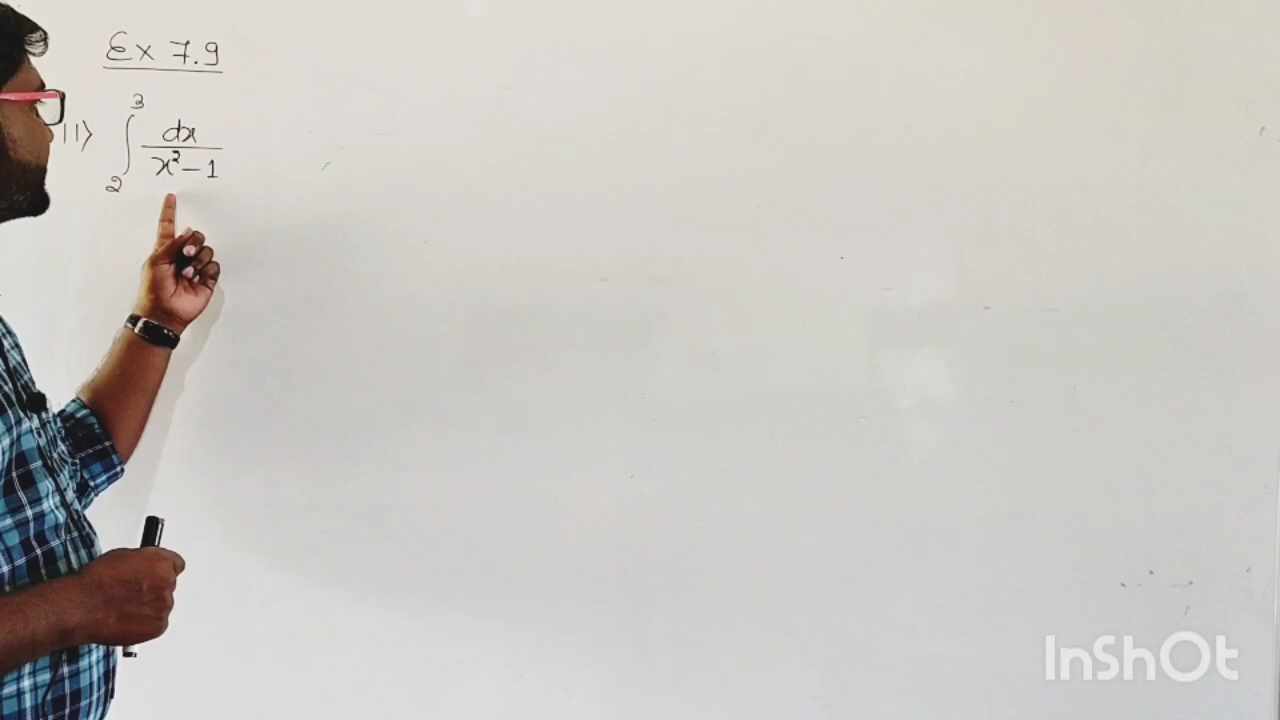 Ex 7.9
11) ∫₂³ dx / (x² − 1)
InShOt